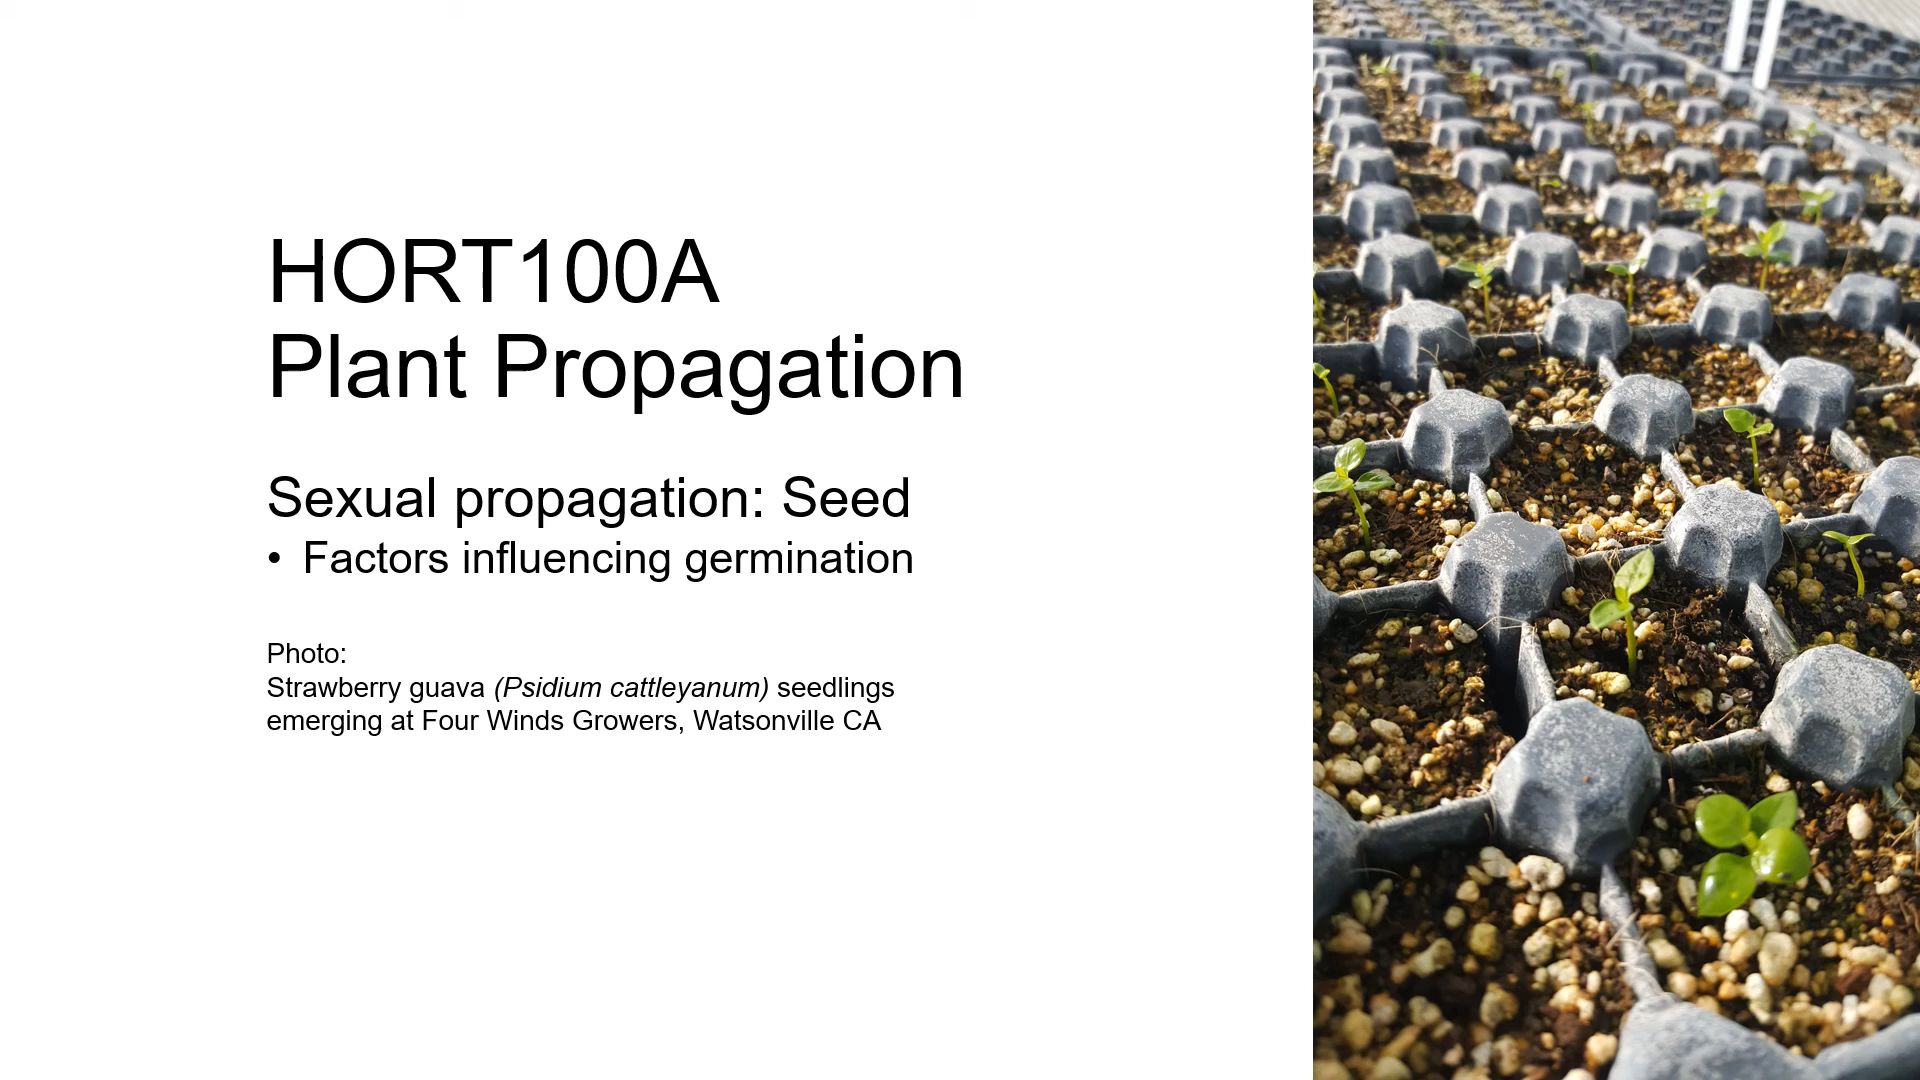 HORT100A
Plant Propagation
Sexual propagation: Seed
• Factors influencing germination
Photo:
Strawberry guava (Psidium cattleyanum) seedlings
emerging at Four Winds Growers, Watsonville CA